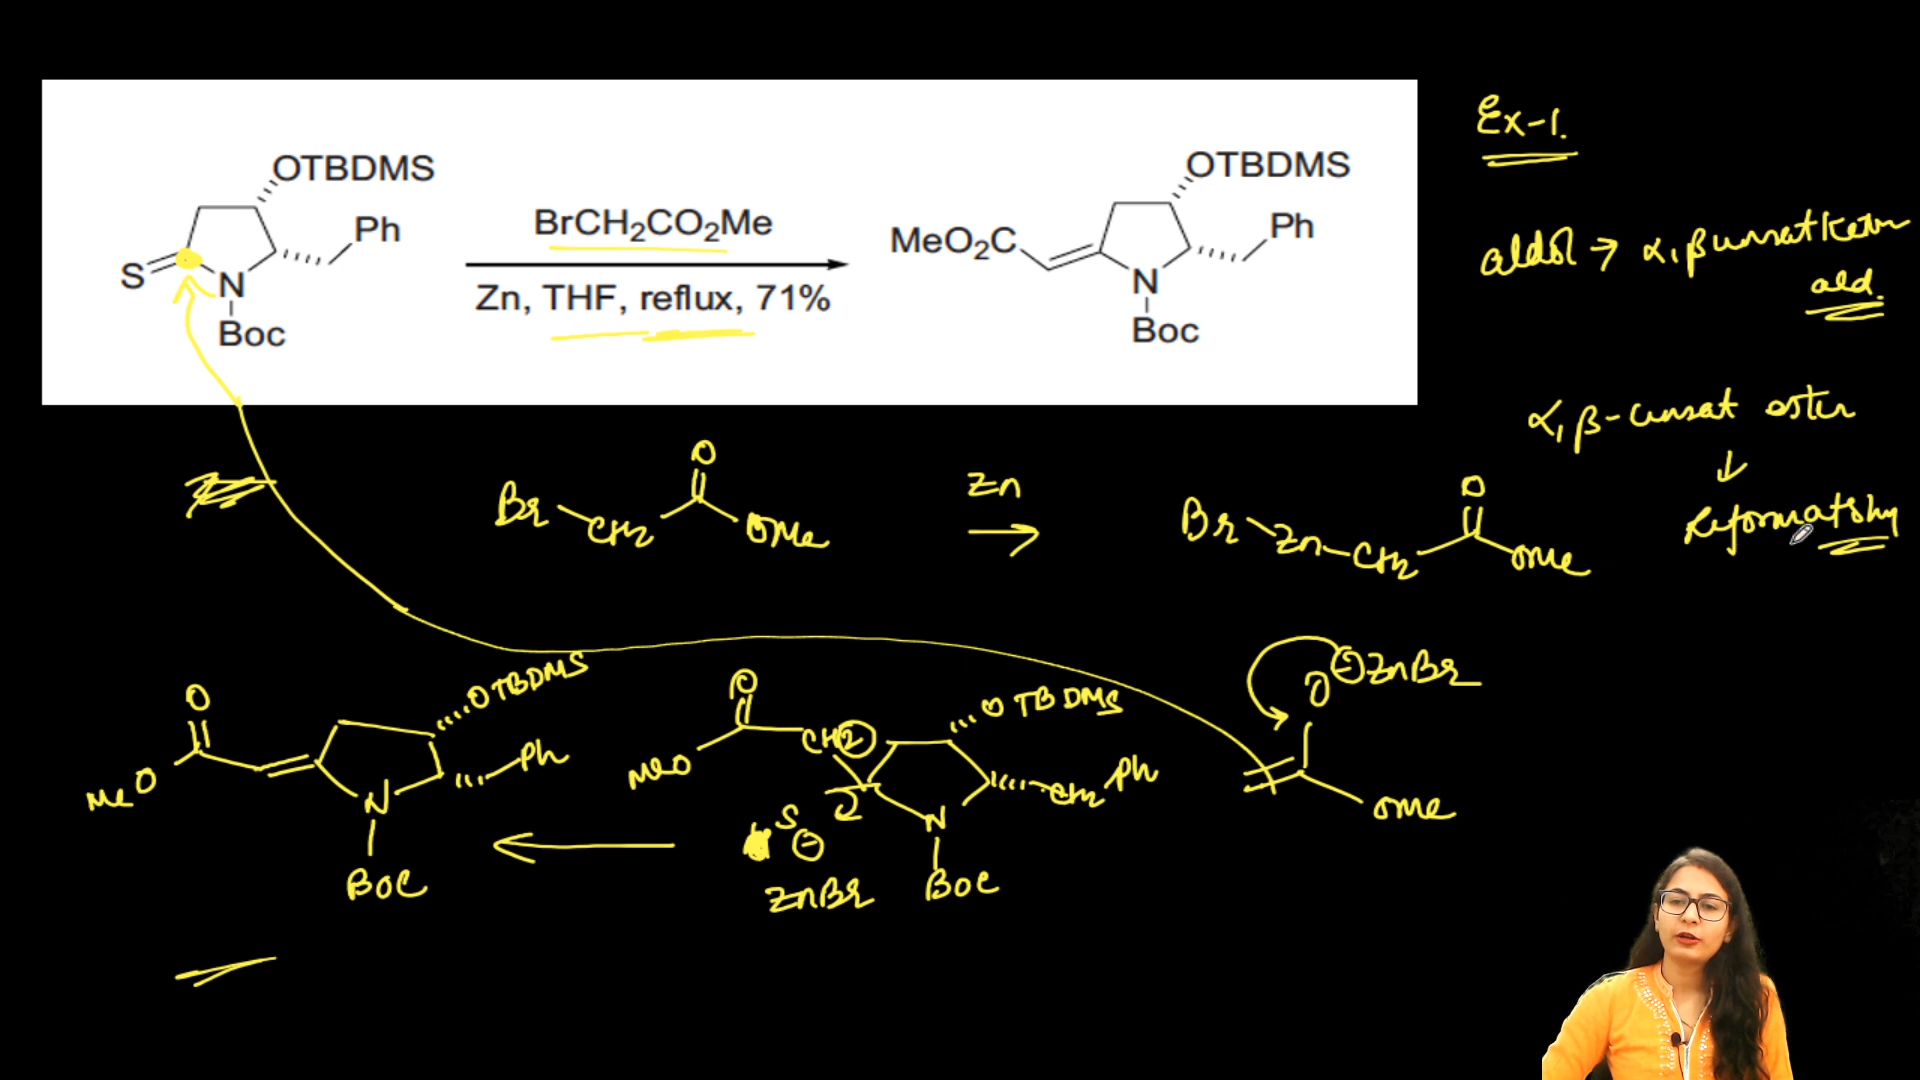 OTBDMS
Ph
S
N
Boc
BrCH₂CO₂Me
Zn, THF, reflux, 71%
OTBDMS
MeO₂C
Ph
N
Boc
Ex-1.
aldol → α,β unsat keton
ald.
α,β-unsat ester
↓
Reformatsky
Br CH₂ O OMe
Zn
→
Br Zn CH₂ O OMe
O
MeO
OTBDMS
Ph
N
Boc
←
O
MeO
CH2
OTBDMS
CH₂ Ph
S ⊖
ZnBr
N
Boc
O ⊖ ZnBr
OMe